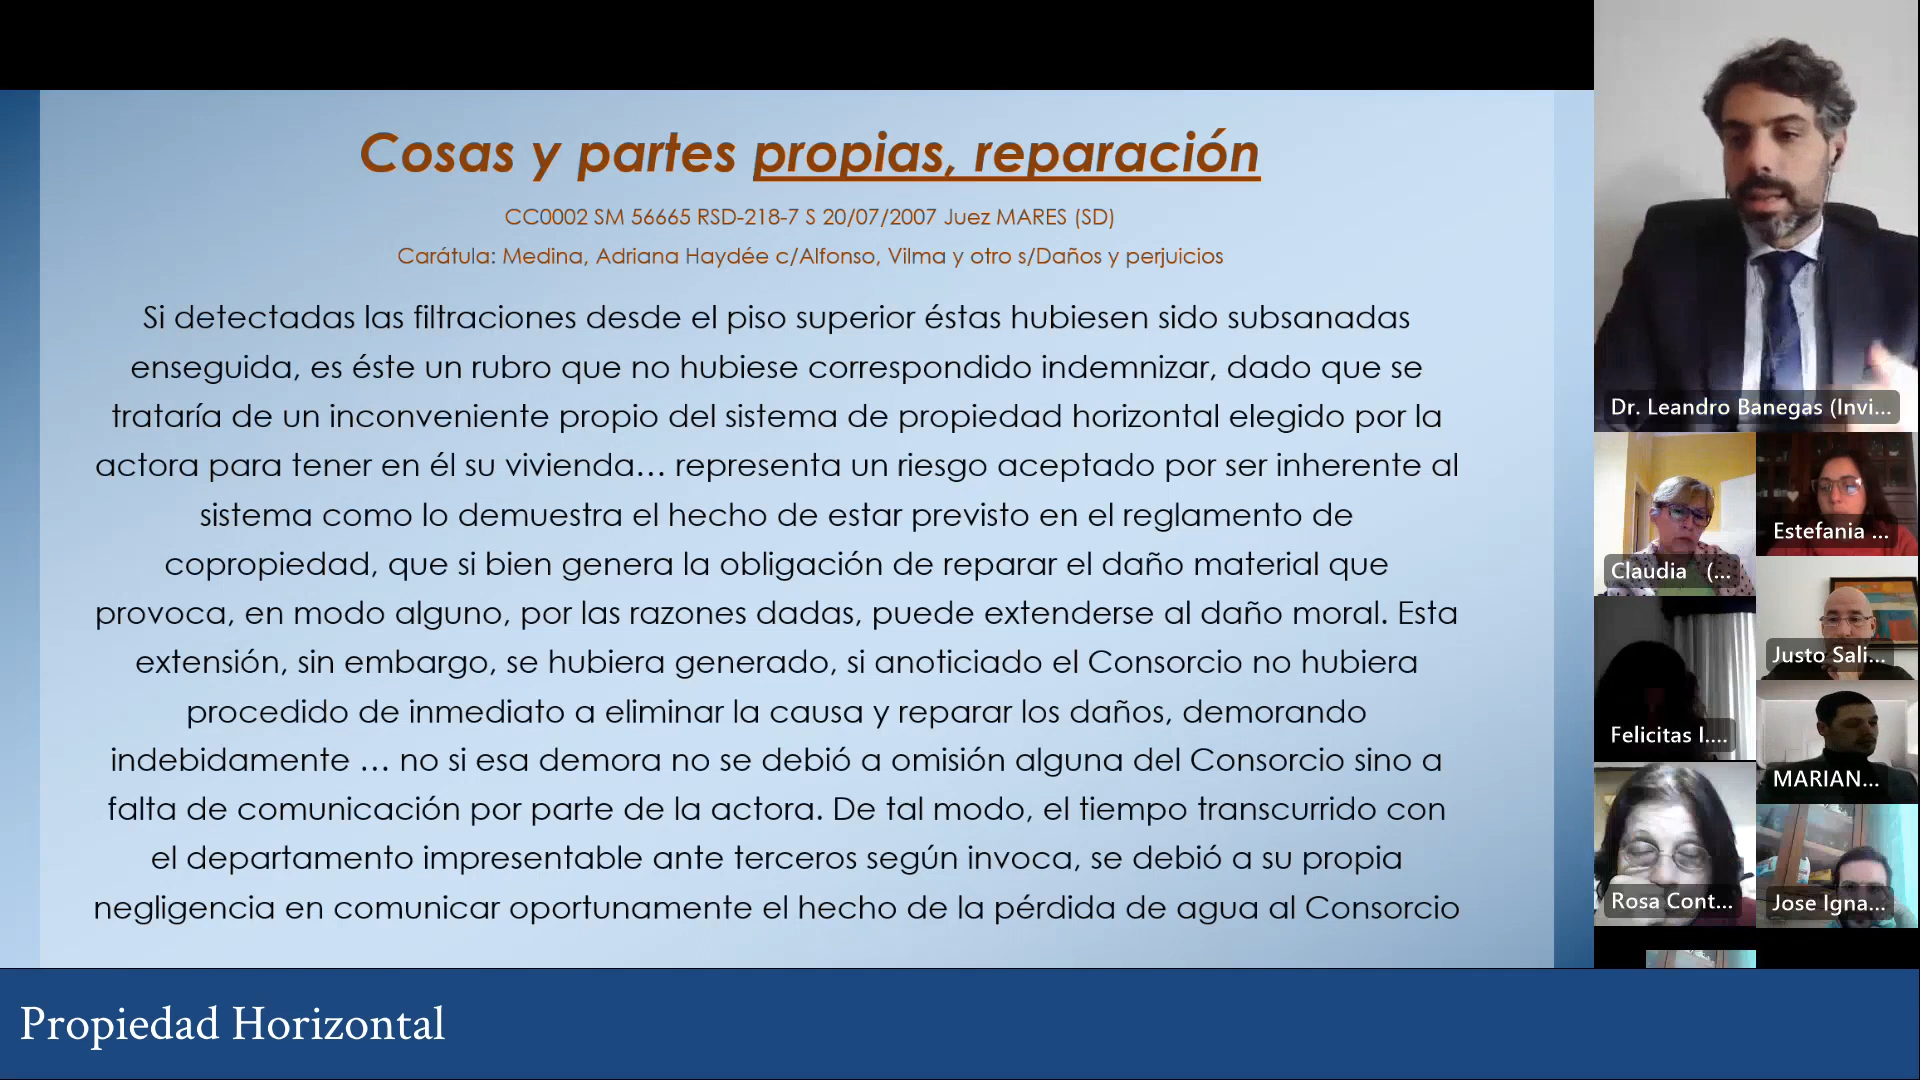 Cosas y partes propias, reparación
CC0002 SM 56665 RSD-218-7 S 20/07/2007 Juez MARES (SD)
Carátula: Medina, Adriana Haydée c/Alfonso, Vilma y otro s/Daños y perjuicios
Si detectadas las filtraciones desde el piso superior éstas hubiesen sido subsanadas
enseguida, es éste un rubro que no hubiese correspondido indemnizar, dado que se
trataría de un inconveniente propio del sistema de propiedad horizontal elegido por la
actora para tener en él su vivienda… representa un riesgo aceptado por ser inherente al
sistema como lo demuestra el hecho de estar previsto en el reglamento de
copropiedad, que si bien genera la obligación de reparar el daño material que
provoca, en modo alguno, por las razones dadas, puede extenderse al daño moral. Esta
extensión, sin embargo, se hubiera generado, si anoticiado el Consorcio no hubiera
procedido de inmediato a eliminar la causa y reparar los daños, demorando
indebidamente … no si esa demora no se debió a omisión alguna del Consorcio sino a
falta de comunicación por parte de la actora. De tal modo, el tiempo transcurrido con
el departamento impresentable ante terceros según invoca, se debió a su propia
negligencia en comunicar oportunamente el hecho de la pérdida de agua al Consorcio
Dr. Leandro Banegas (Invi...
Claudia (...
Estefania ...
Justo Sali...
Felicitas I....
MARIAN...
Rosa Cont...
Jose Igna...
Propiedad Horizontal